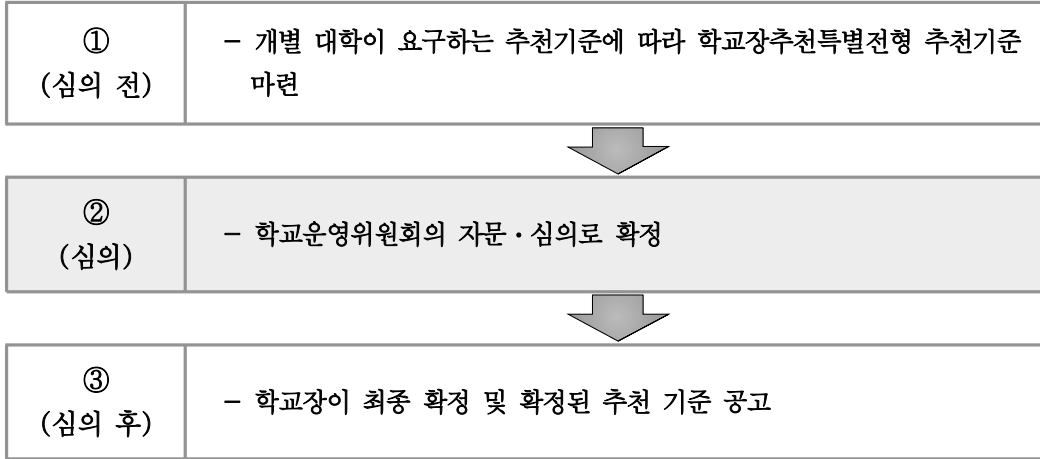 ①
(심의 전)
- 개별 대학이 요구하는 추천기준에 따라 학교장추천특별전형 추천기준
마련
②
(심의)
- 학교운영위원회의 자문·심의로 확정
③
(심의 후)
- 학교장이 최종 확정 및 확정된 추천 기준 공고